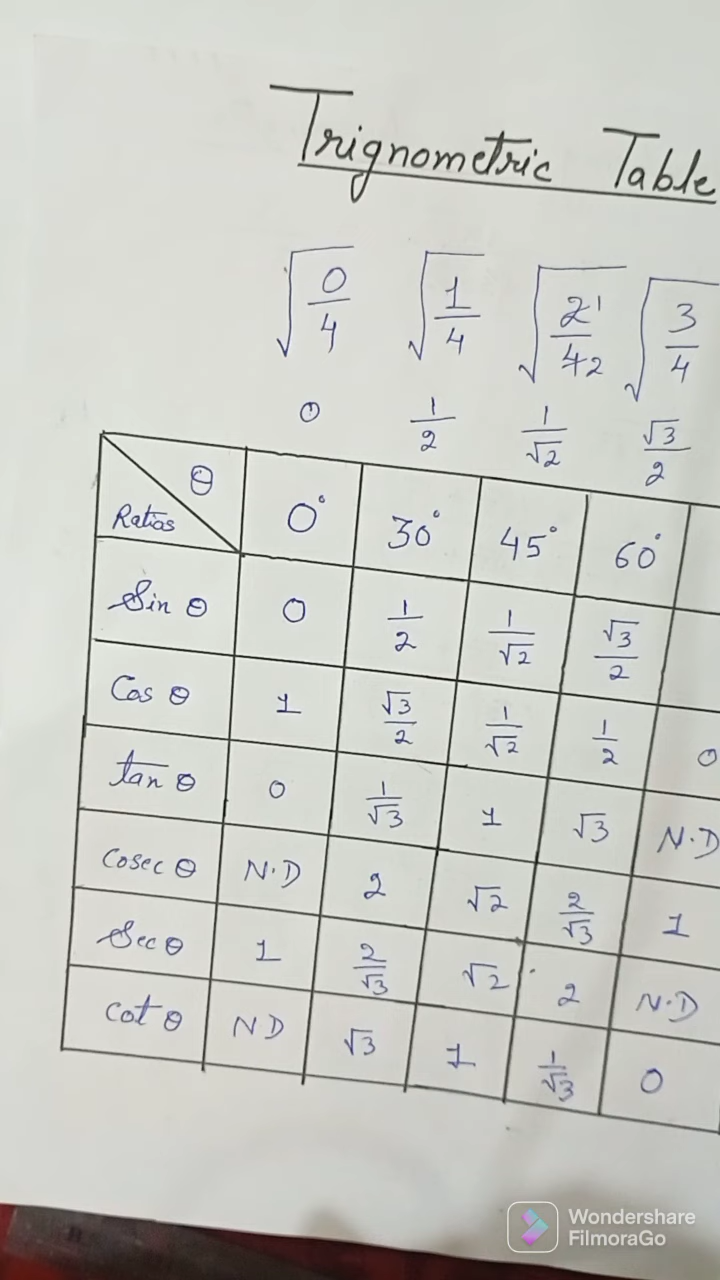 Trignometric Table
√0/4 √1/4 √2/4 1 2 √3/4
0 1/2 1/√2 √3/2
θ
Ratios 0° 30° 45° 60°
Sin θ 0 1/2 1/√2 √3/2
Cos θ 1 √3/2 1/√2 1/2 0
tan θ 0 1/√3 1 √3 N.D
Cosec θ N.D 2 √2 2/√3 1
Sec θ 1 2/√3 √2 2 N.D
Cot θ ND √3 1 1/√3 0
Wondershare
FilmoraGo